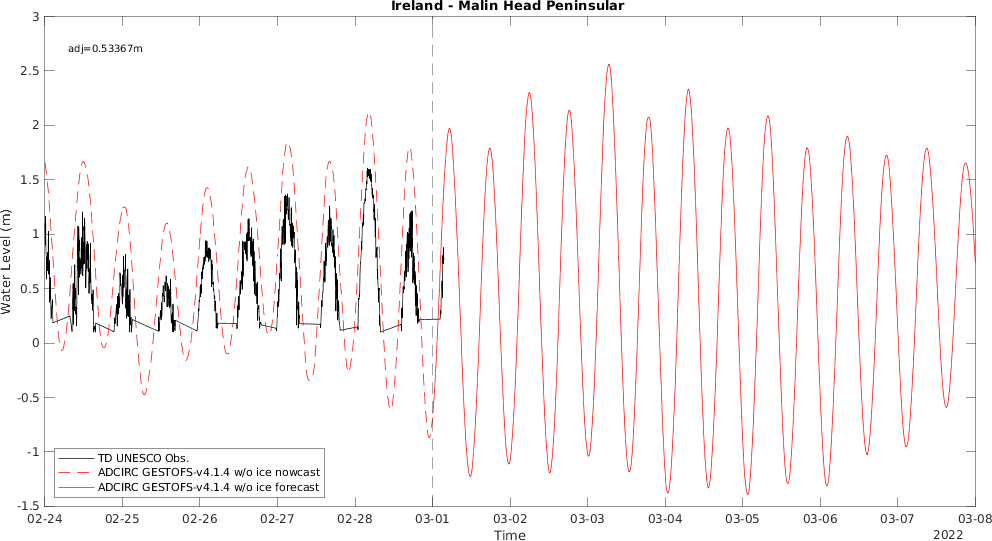 Ireland - Malin Head Peninsular
adj=0.53367m
3
2.5
2
1.5
1
0.5
0
-0.5
-1
-1.5
Water Level (m)
TD UNESCO Obs.
ADCIRC GESTOFS-v4.1.4 w/o ice nowcast
ADCIRC GESTOFS-v4.1.4 w/o ice forecast
02-24 02-25 02-26 02-27 02-28 03-01 03-02 03-03 03-04 03-05 03-06 03-07 03-08
Time
2022